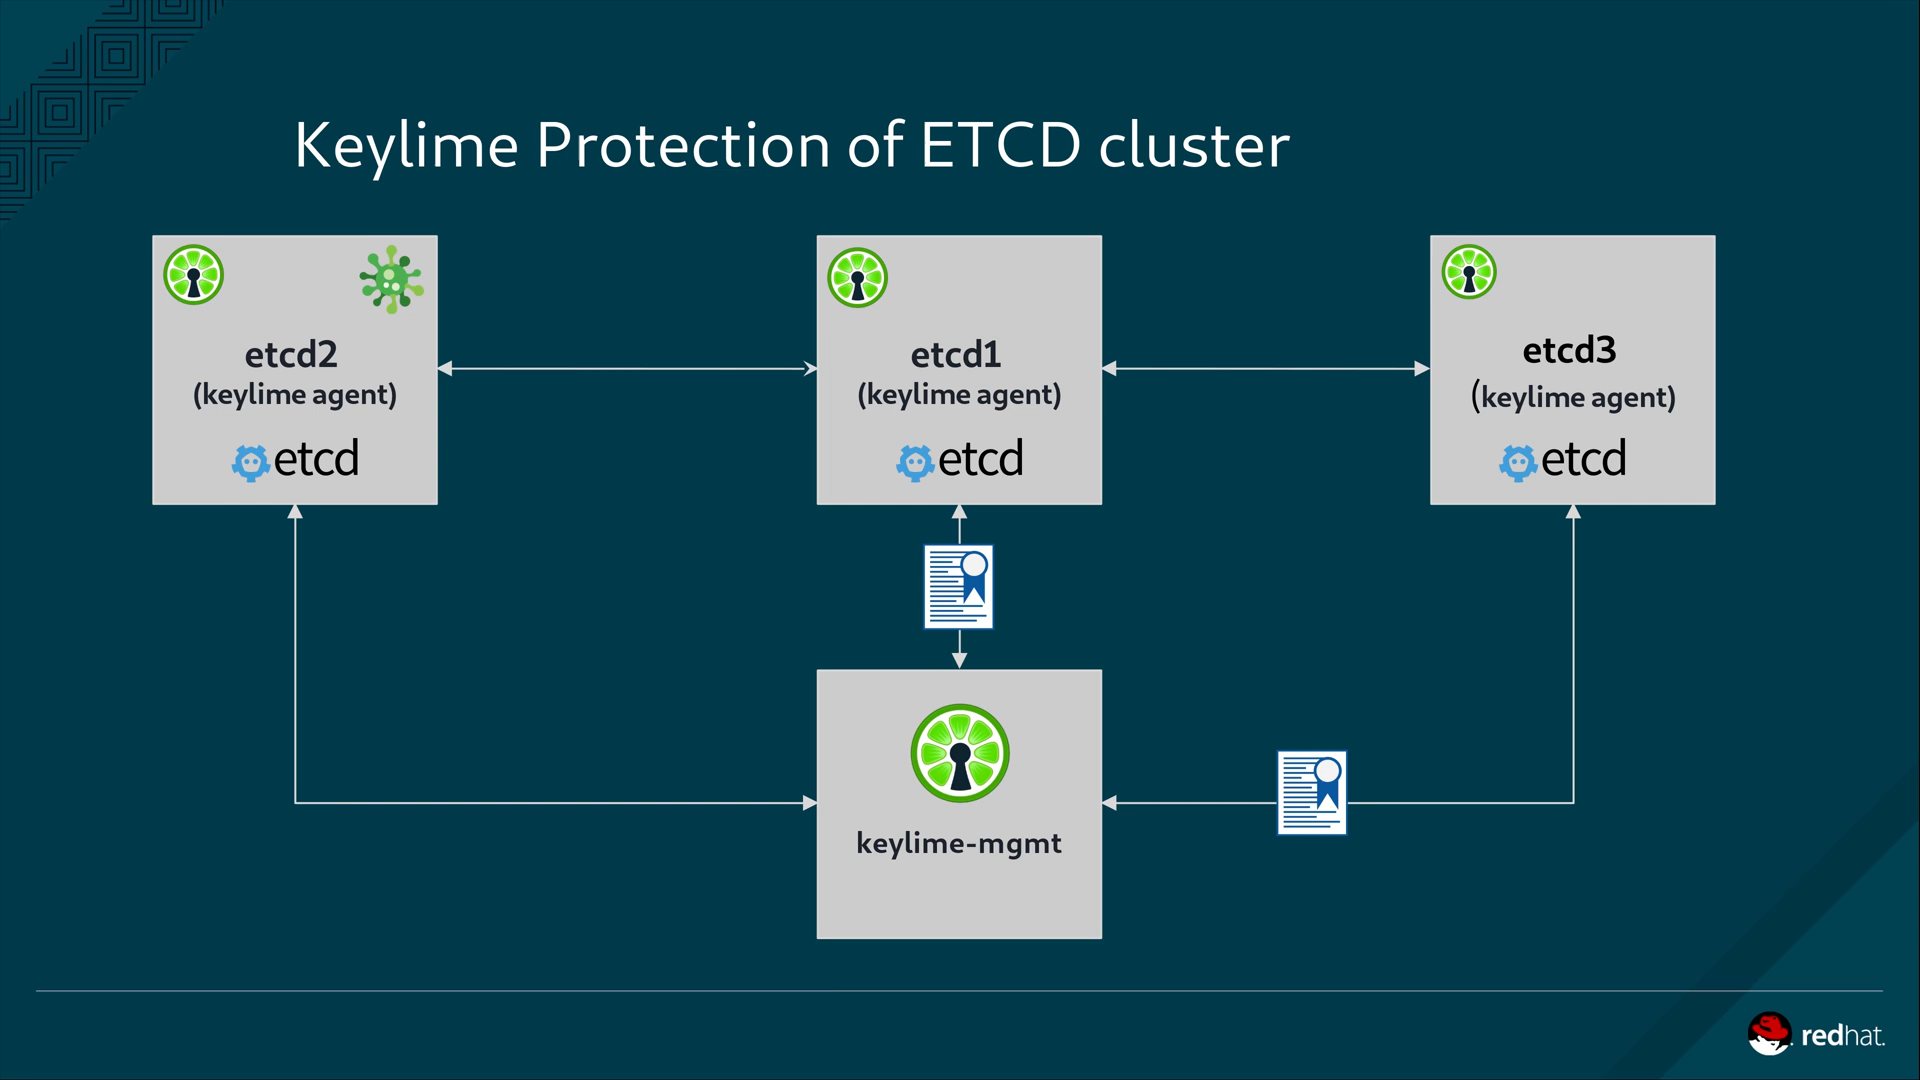 Keylime Protection of ETCD cluster
etcd2
(keylime agent)
etcd
etcd1
(keylime agent)
etcd
etcd3
(keylime agent)
etcd
keylime-mgmt
redhat.